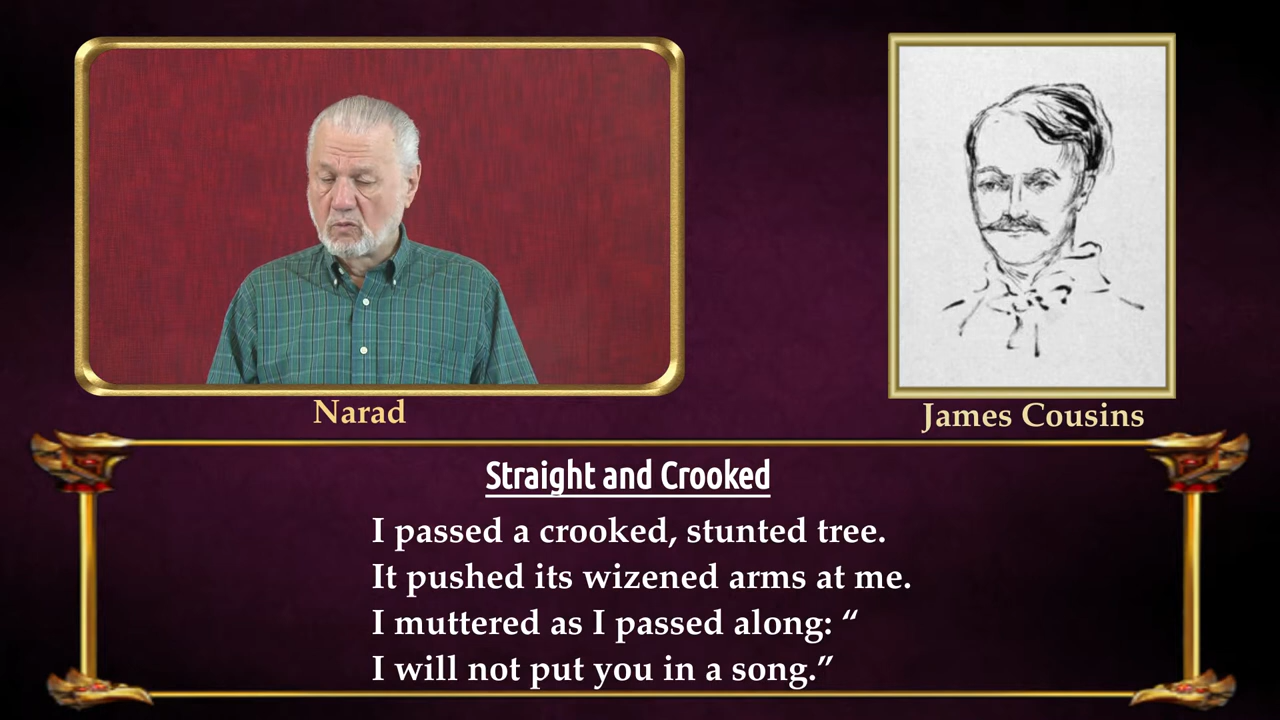 Narad
James Cousins
Straight and Crooked
I passed a crooked, stunted tree.
It pushed its wizened arms at me.
I muttered as I passed along: “
I will not put you in a song.”